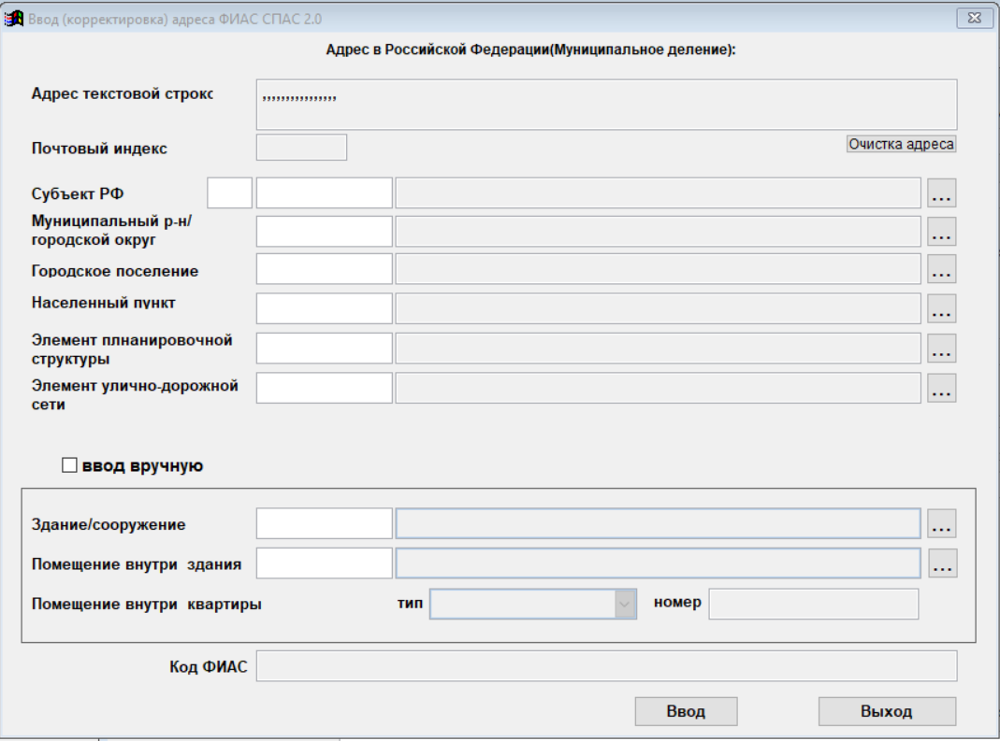 Ввод (корректировка) адреса ФИАС СПАС 2.0
Адрес в Российской Федерации(Муниципальное деление):
Адрес текстовой строкс
,,,,,,,,,,,,,,,,
Почтовый индекс
Очистка адреса
Субъект РФ
...
Муниципальный р-н/
городской округ
...
Городское поселение
...
Населенный пункт
...
Элемент плнанировочной
структуры
...
Элемент улично-дорожной
сети
...
ввод вручную
Здание/сооружение
...
Помещение внутри здания
...
Помещение внутри квартиры тип номер
Код ФИАС
Ввод Выход